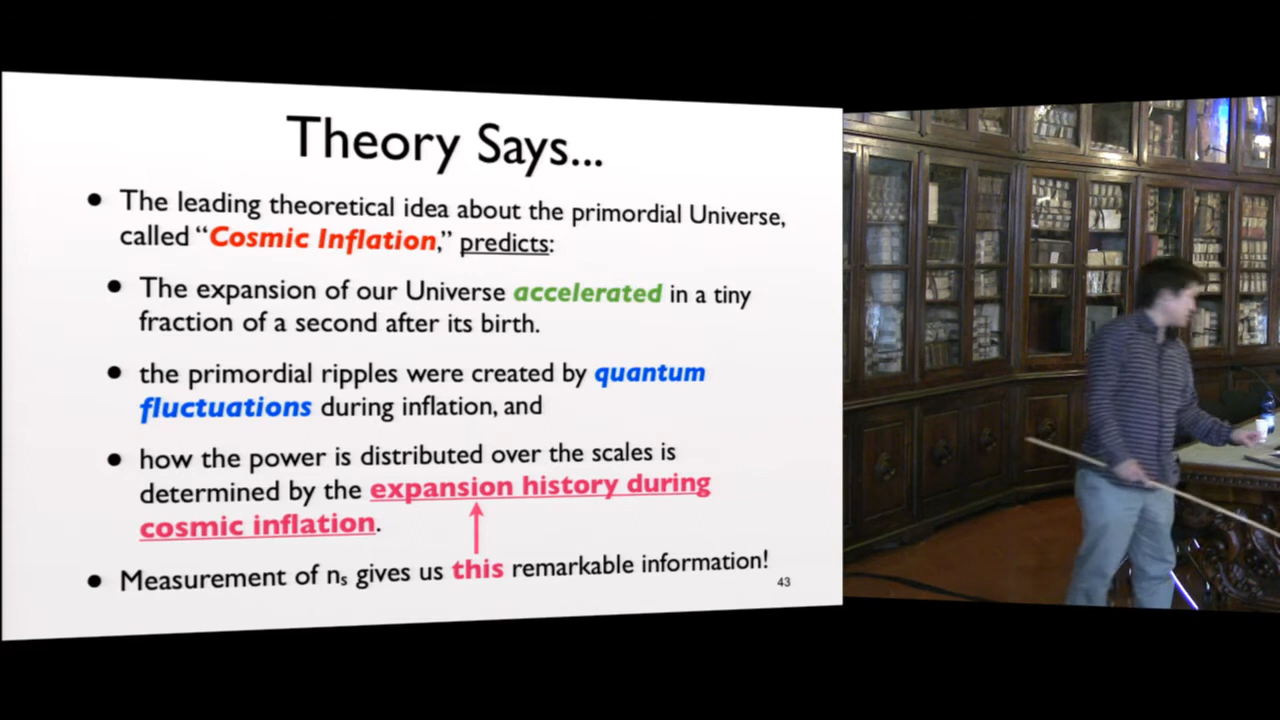 Theory Says...
• The leading theoretical idea about the primordial Universe,
called “Cosmic Inflation,” predicts:
• The expansion of our Universe accelerated in a tiny
fraction of a second after its birth.
• the primordial ripples were created by quantum
fluctuations during inflation, and
• how the power is distributed over the scales is
determined by the expansion history during
cosmic inflation.
• Measurement of ns gives us this remarkable information!
43